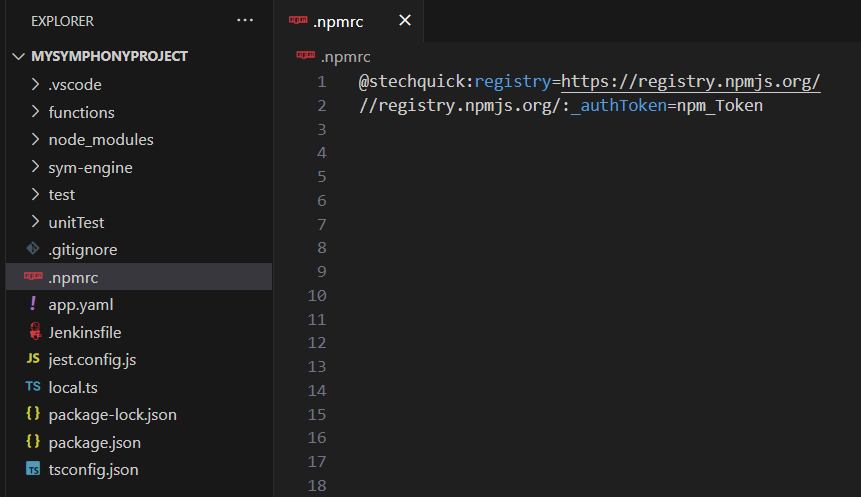 EXPLORER
MYSYMPHONYPROJECT
.vscode
functions
node_modules
sym-engine
test
unitTest
.gitignore
.npmrc
! app.yaml
Jenkinsfile
JS jest.config.js
TS local.ts
{} package-lock.json
{} package.json
TS tsconfig.json
npm .npmrc
npm .npmrc
1 @stechquick:registry=https://registry.npmjs.org/
2 //registry.npmjs.org/:_authToken=npm_Token
3
4
5
6
7
8
9
10
11
12
13
14
15
16
17
18